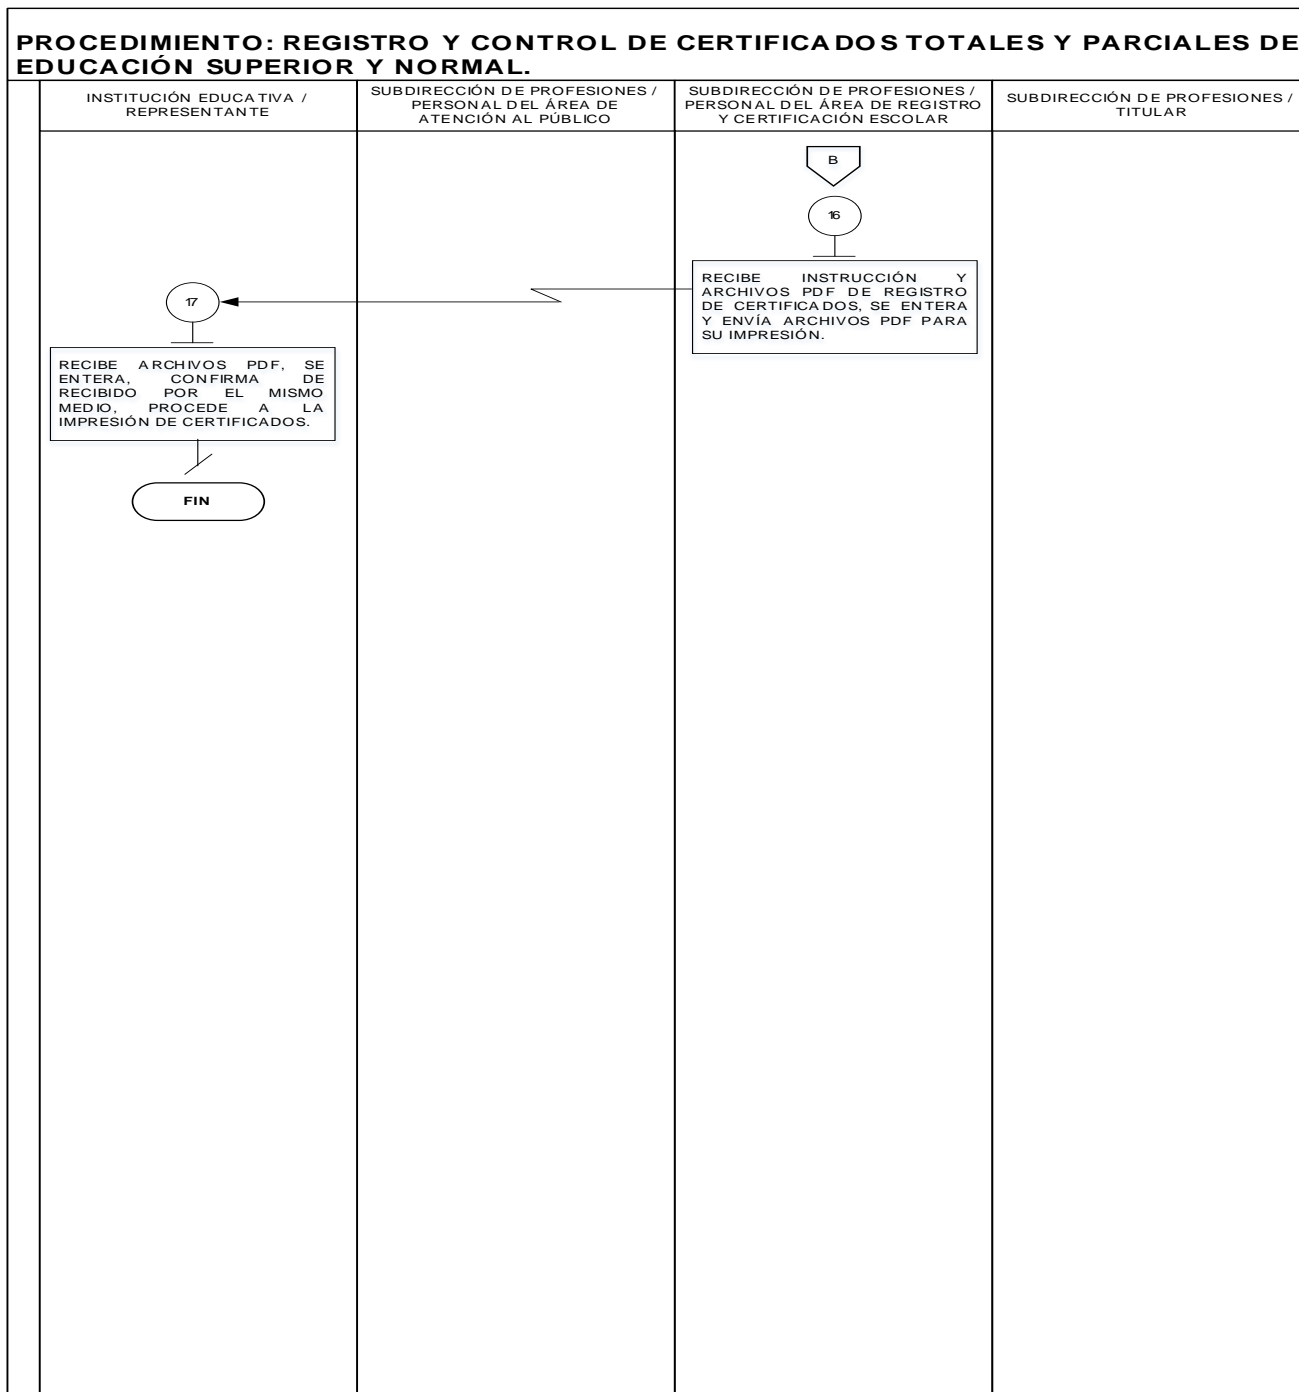 PROCEDIMIENTO: REGISTRO Y CONTROL DE CERTIFICADOS TOTALES Y PARCIALES DE
EDUCACIÓN SUPERIOR Y NORMAL.
INSTITUCIÓN EDUCATIVA /
REPRESENTANTE
SUBDIRECCIÓN DE PROFESIONES /
PERSONAL DEL ÁREA DE
ATENCIÓN AL PÚBLICO
SUBDIRECCIÓN DE PROFESIONES /
PERSONAL DEL ÁREA DE REGISTRO
Y CERTIFICACIÓN ESCOLAR
SUBDIRECCIÓN DE PROFESIONES /
TITULAR
B
16
RECIBE INSTRUCCIÓN Y
ARCHIVOS PDF DE REGISTRO
DE CERTIFICADOS, SE ENTERA
Y ENVÍA ARCHIVOS PDF PARA
SU IMPRESIÓN.
17
RECIBE ARCHIVOS PDF, SE
ENTERA, CONFIRMA DE
RECIBIDO POR EL MISMO
MEDIO, PROCEDE A LA
IMPRESIÓN DE CERTIFICADOS.
FIN